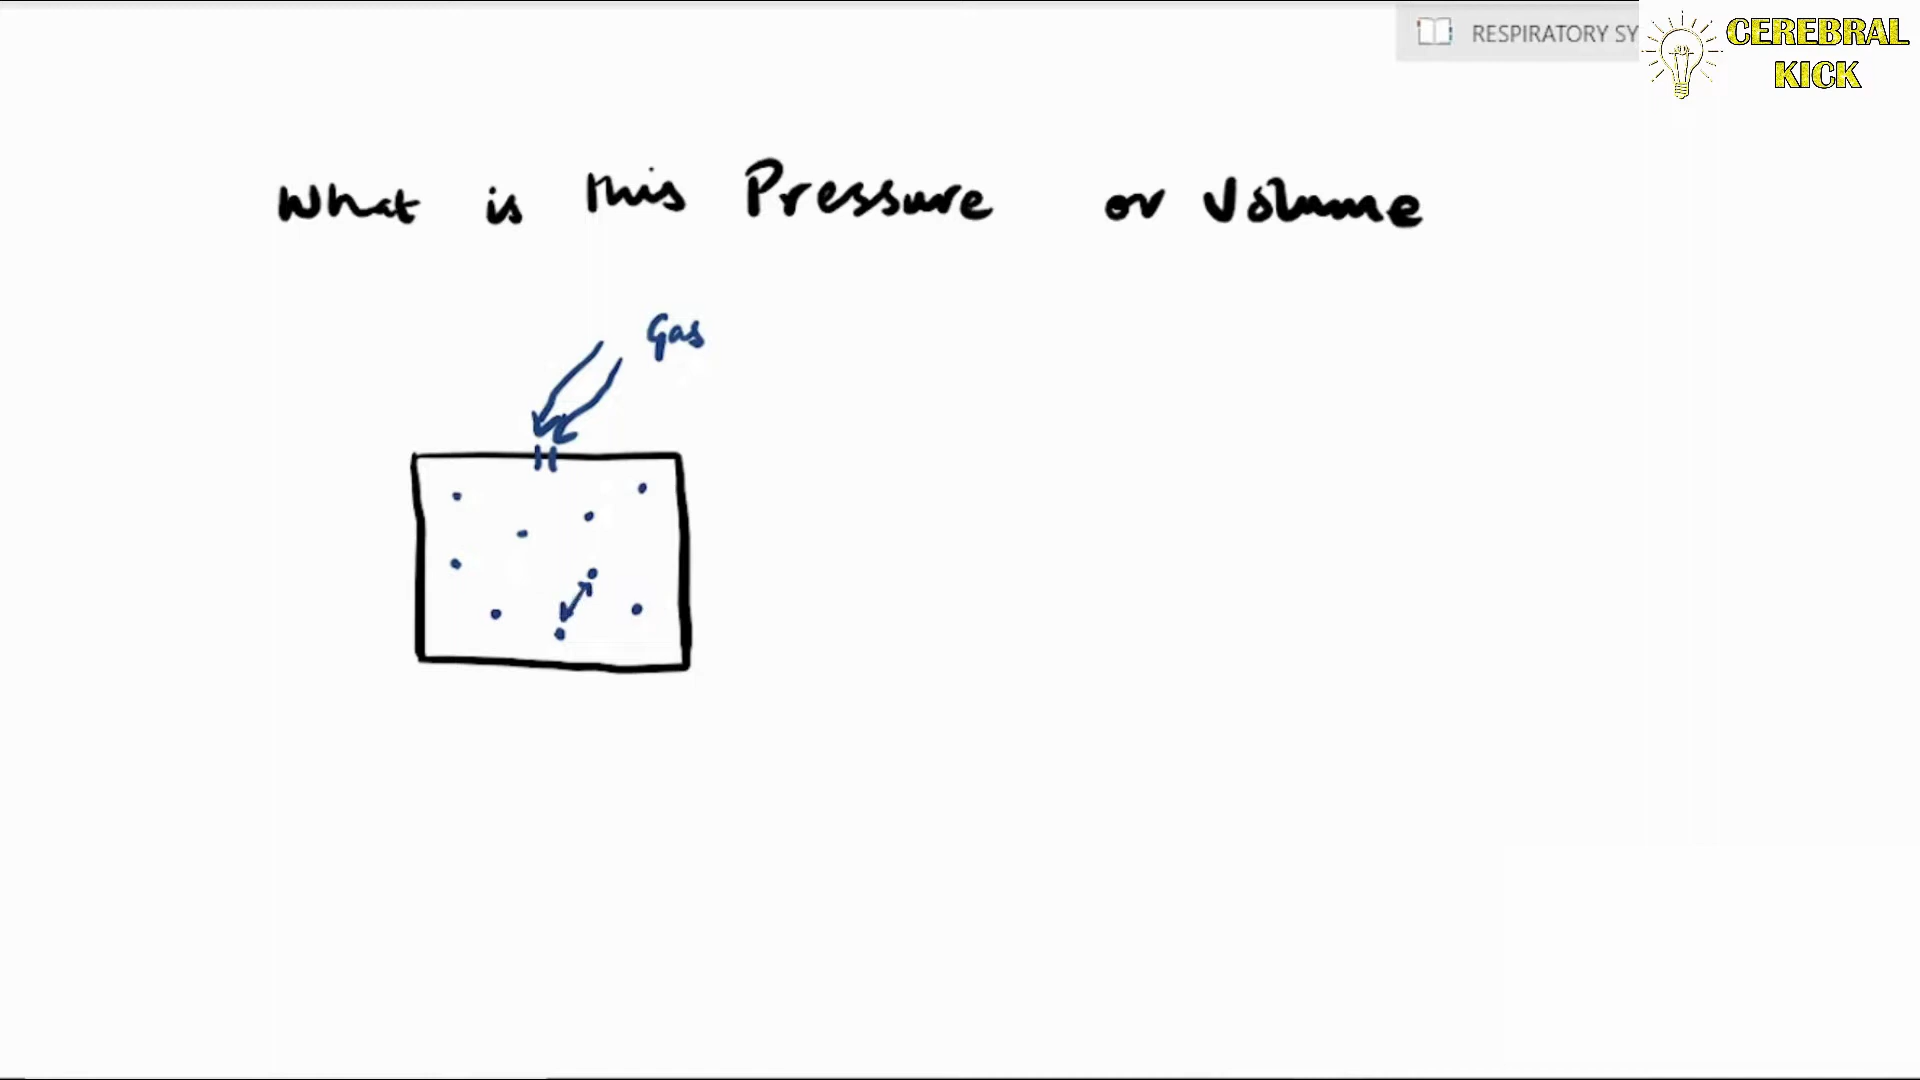 RESPIRATORY SY
CEREBRAL
KICK
What is this Pressure or Volume
Gas